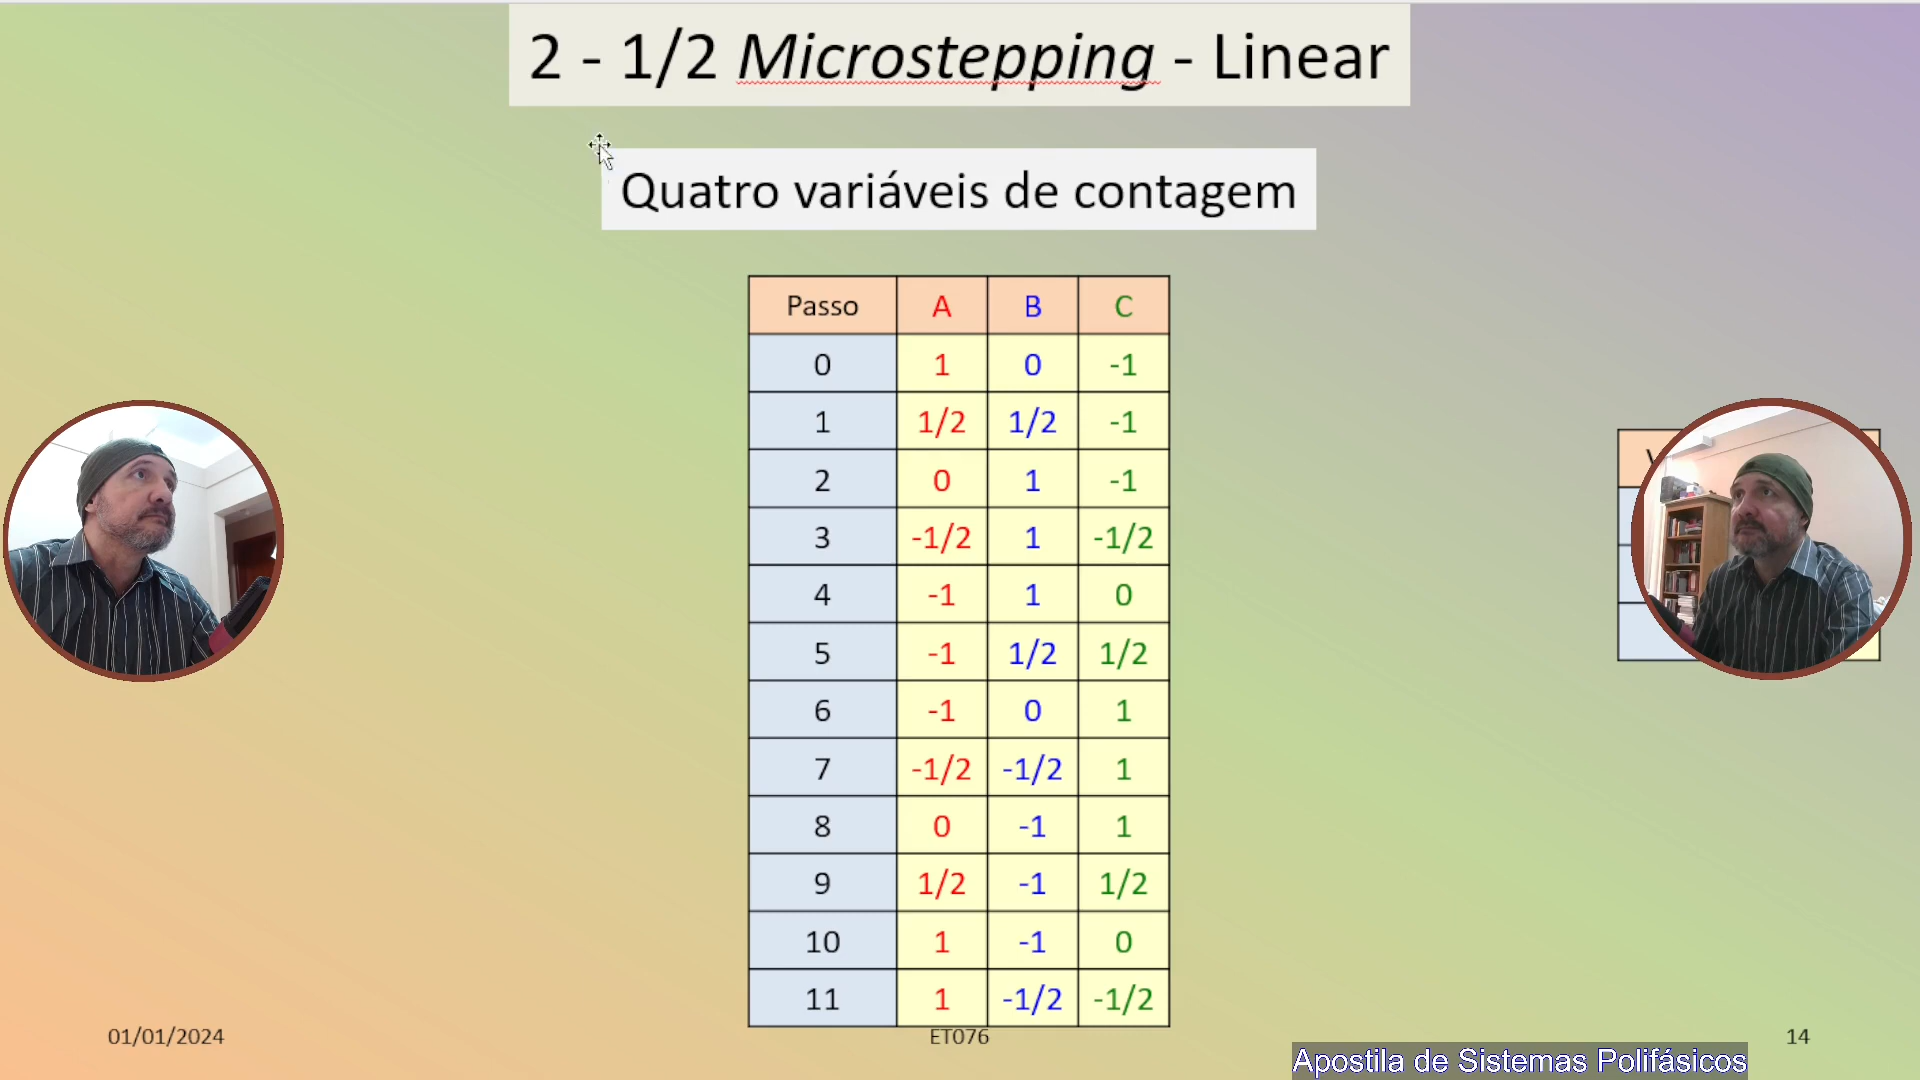 2 - 1/2 Microstepping - Linear
Quatro variáveis de contagem
Passo A B C
0 1 0 -1
1 1/2 1/2 -1
2 0 1 -1
3 -1/2 1 -1/2
4 -1 1 0
5 -1 1/2 1/2
6 -1 0 1
7 -1/2 -1/2 1
8 0 -1 1
9 1/2 -1 1/2
10 1 -1 0
11 1 -1/2 -1/2
01/01/2024
ET076
14
Apostila de Sistemas Polifásicos